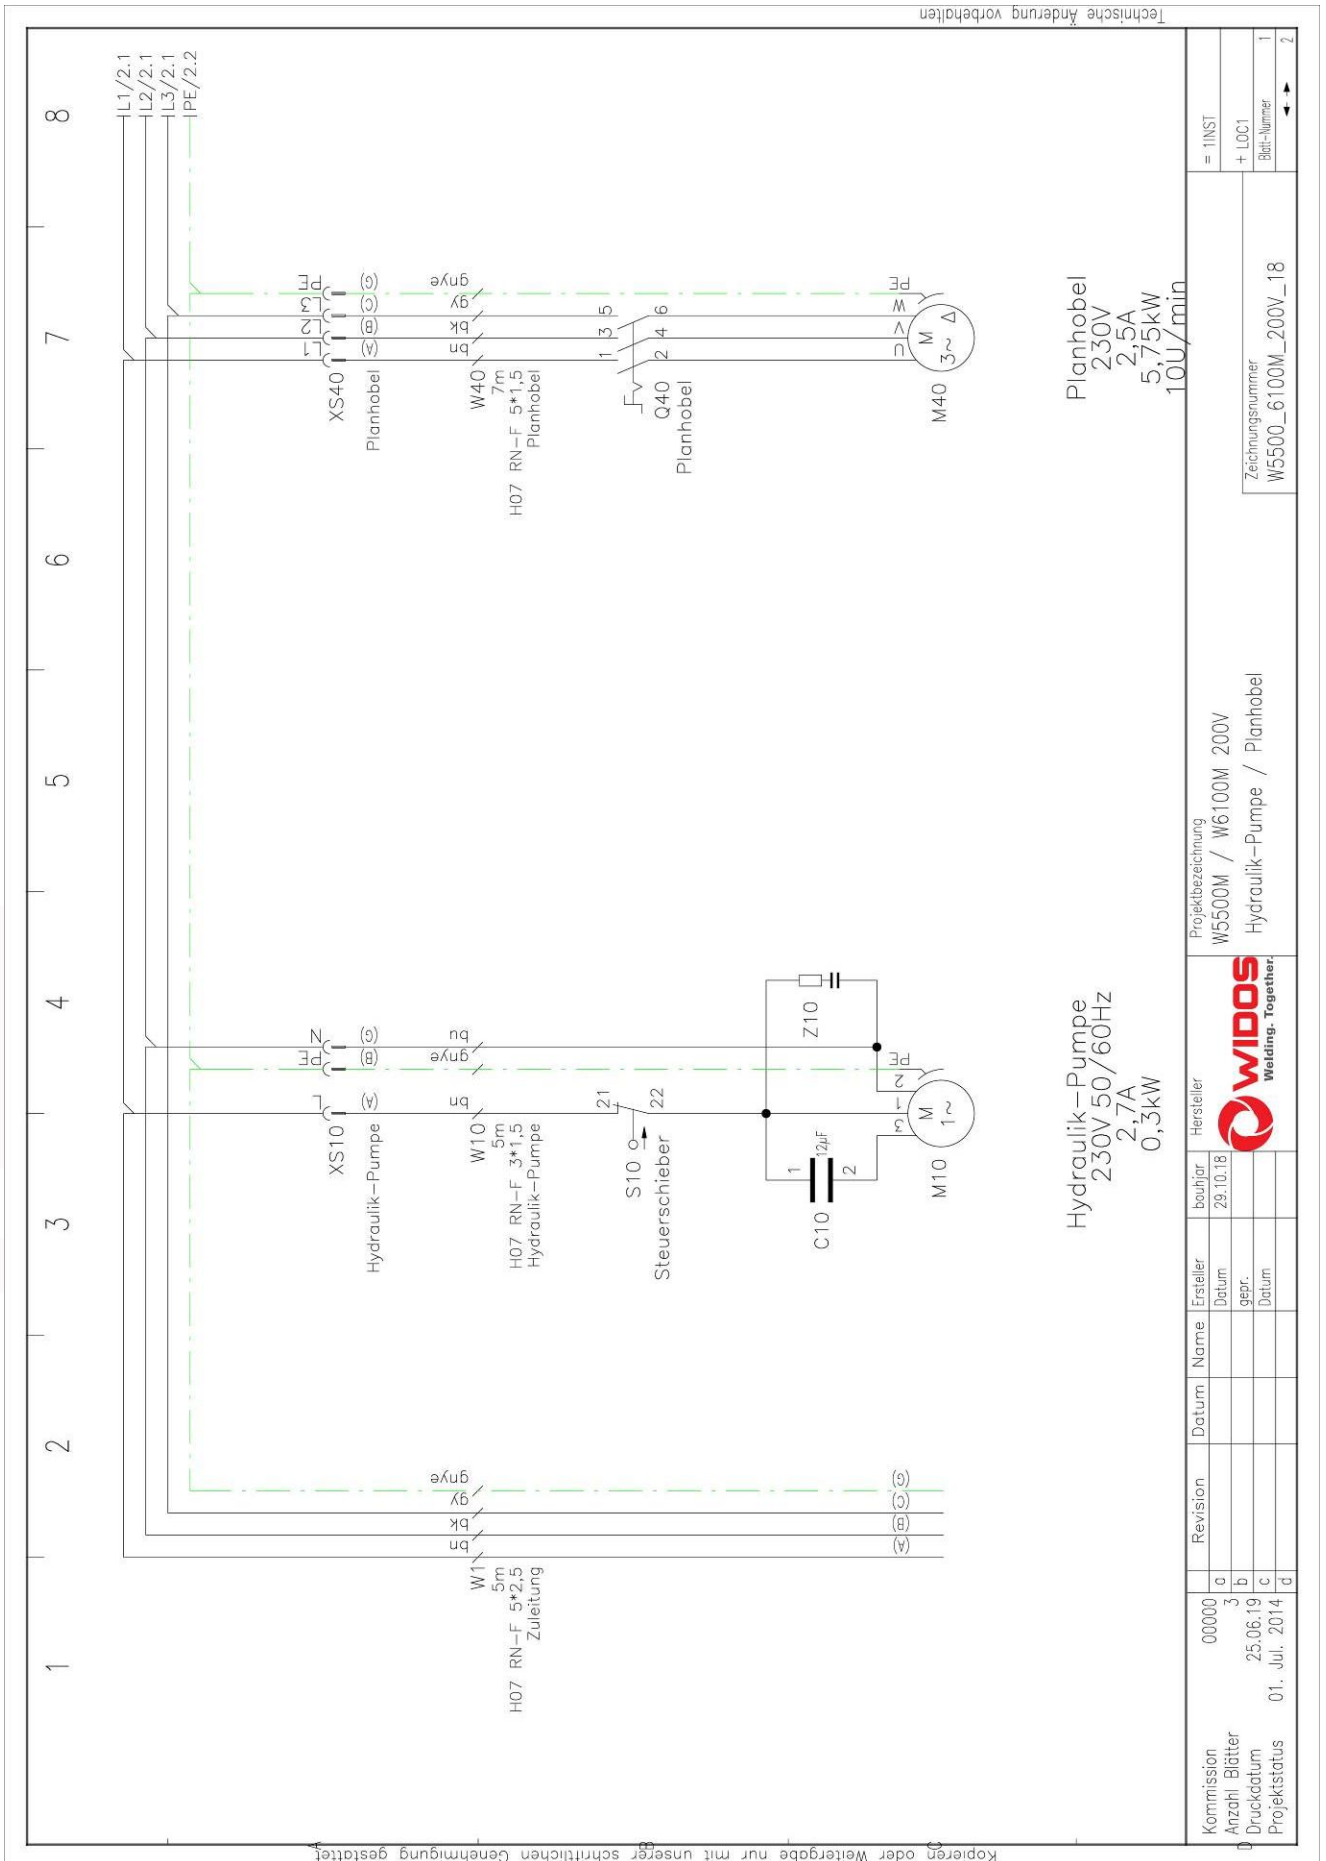 Technische Änderung vorbehalten
1
2
3
4
5
6
7
8
L1/2.1
L2/2.1
L3/2.1
PE/2.2
W1
5m
H07 RN-F 5*2,5
Zuleitung
bn
bk
gy
gnye
(A)
(B)
(C)
(G)
XS10
Hydraulik-Pumpe
L
PE
N
(A)
(B)
(G)
W10
5m
H07 RN-F 3*1,5
Hydraulik-Pumpe
bn
gnye
bu
S10
Steuerschieber
21
22
C10
12µF
1
2
Z10
M10
3
1
2
PE
M
1~
Hydraulik-Pumpe
230V 50/60Hz
2,7A
0,3kW
XS40
Planhobel
L1
L2
L3
PE
(A)
(B)
(C)
(G)
W40
7m
H07 RN-F 5*1,5
Planhobel
bn
bk
gy
gnye
Q40
Planhobel
1
3
5
2
4
6
M40
U
V
W
PE
M
3~
Δ
Planhobel
230V
2,5A
5,75kW
10U/min
Kommission 00000
Anzahl Blätter 3
Druckdatum 25.06.19
Projektstatus 01. Jul. 2014
a
b
c
d
Revision
Datum
Name
Ersteller bouhjar
Datum 29.10.18
gepr.
Datum
Hersteller
WIDOS
Welding. Together.
Projektbezeichnung
W5500M / W6100M 200V
Hydraulik-Pumpe / Planhobel
Zeichnungsnummer
W5500_6100M_200V_18
= 1INST
+ LOC1
Blatt-Nummer 1
2
A
B
C
D
Kopieren oder Weitergabe nur mit unserer schriftlichen Genehmigung gestattet